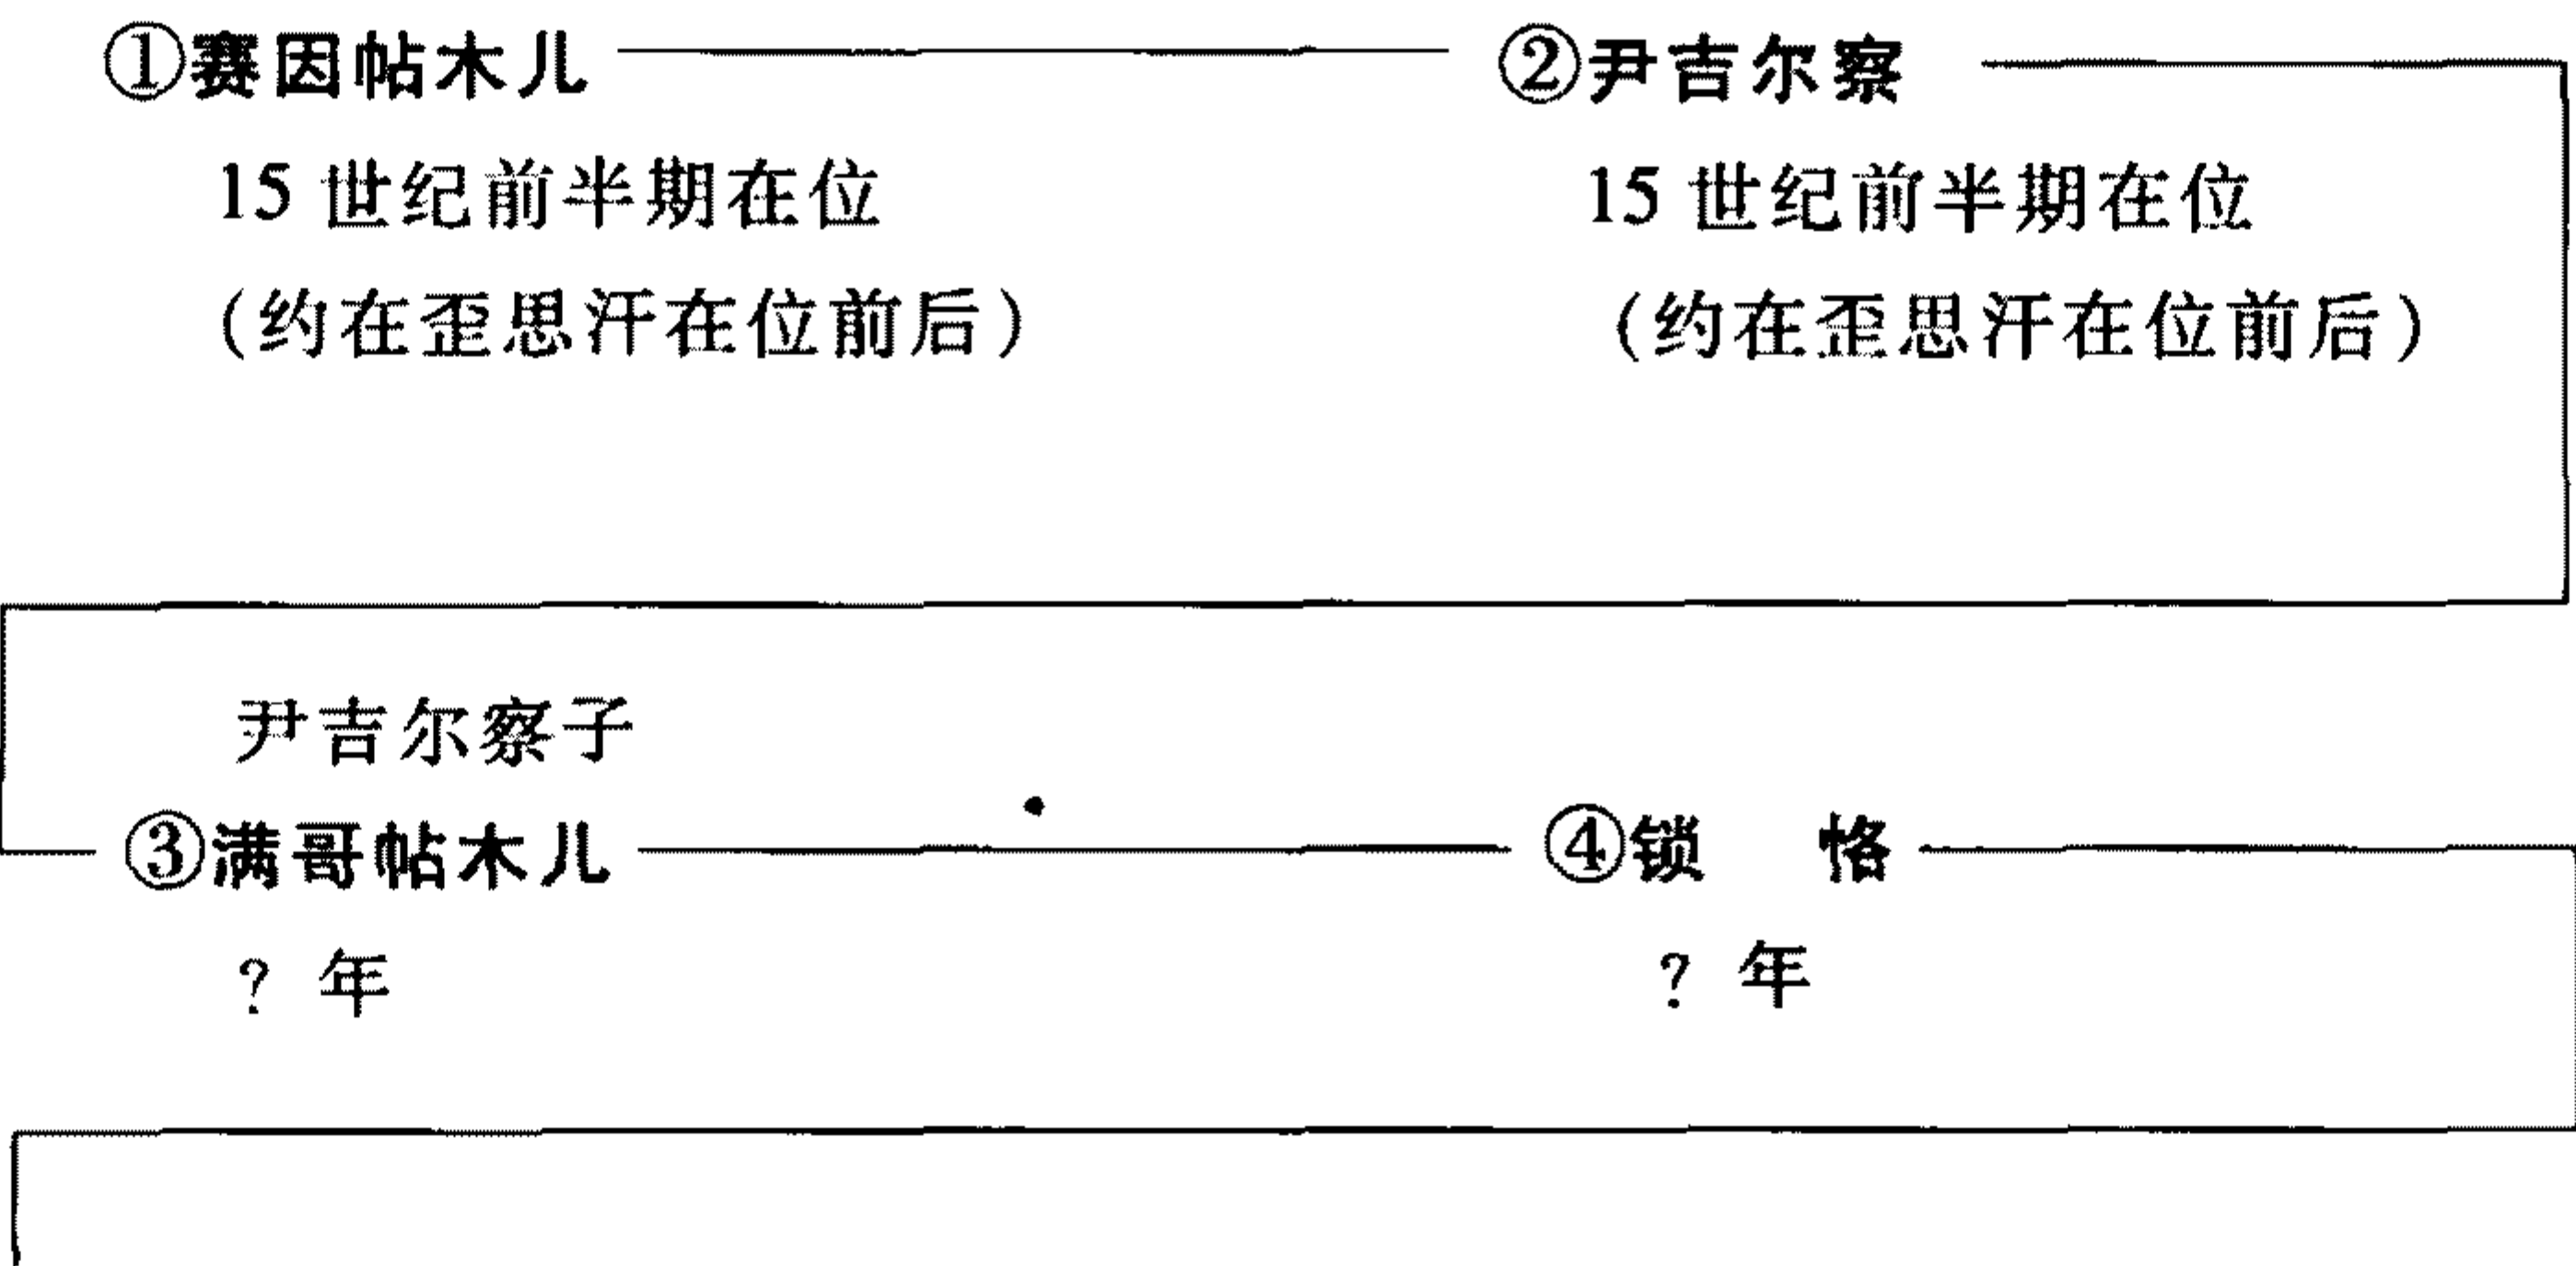 ①赛因帖木儿 ②尹吉尔察
15 世纪前半期在位 15 世纪前半期在位
(约在歪思汗在位前后) (约在歪思汗在位前后)
尹吉尔察子
③满哥帖木儿 ④锁 恪
? 年 ? 年